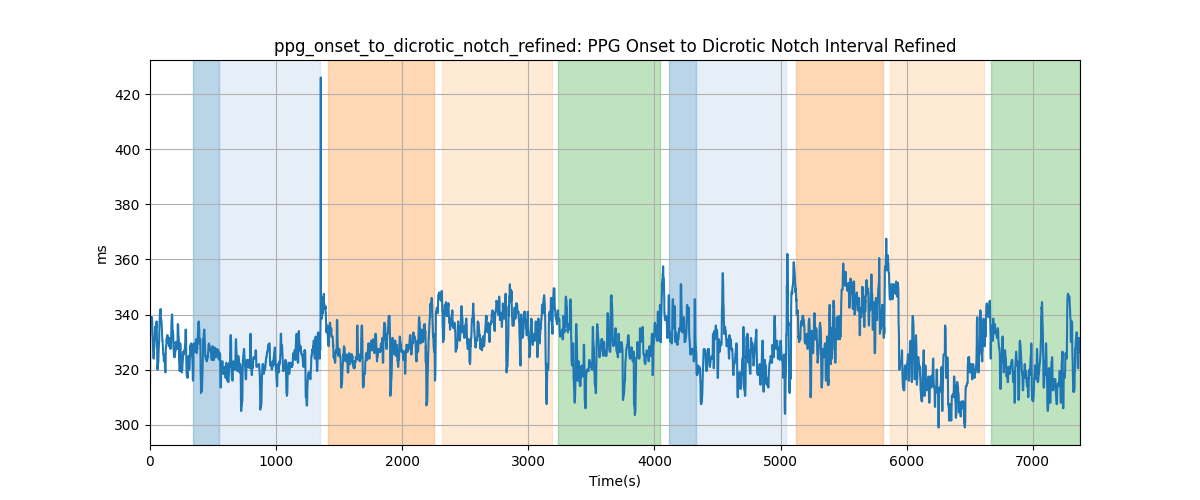 ppg_onset_to_dicrotic_notch_refined: PPG Onset to Dicrotic Notch Interval Refined
420
400
380
360
340
320
300
ms
0 1000 2000 3000 4000 5000 6000 7000
Time(s)